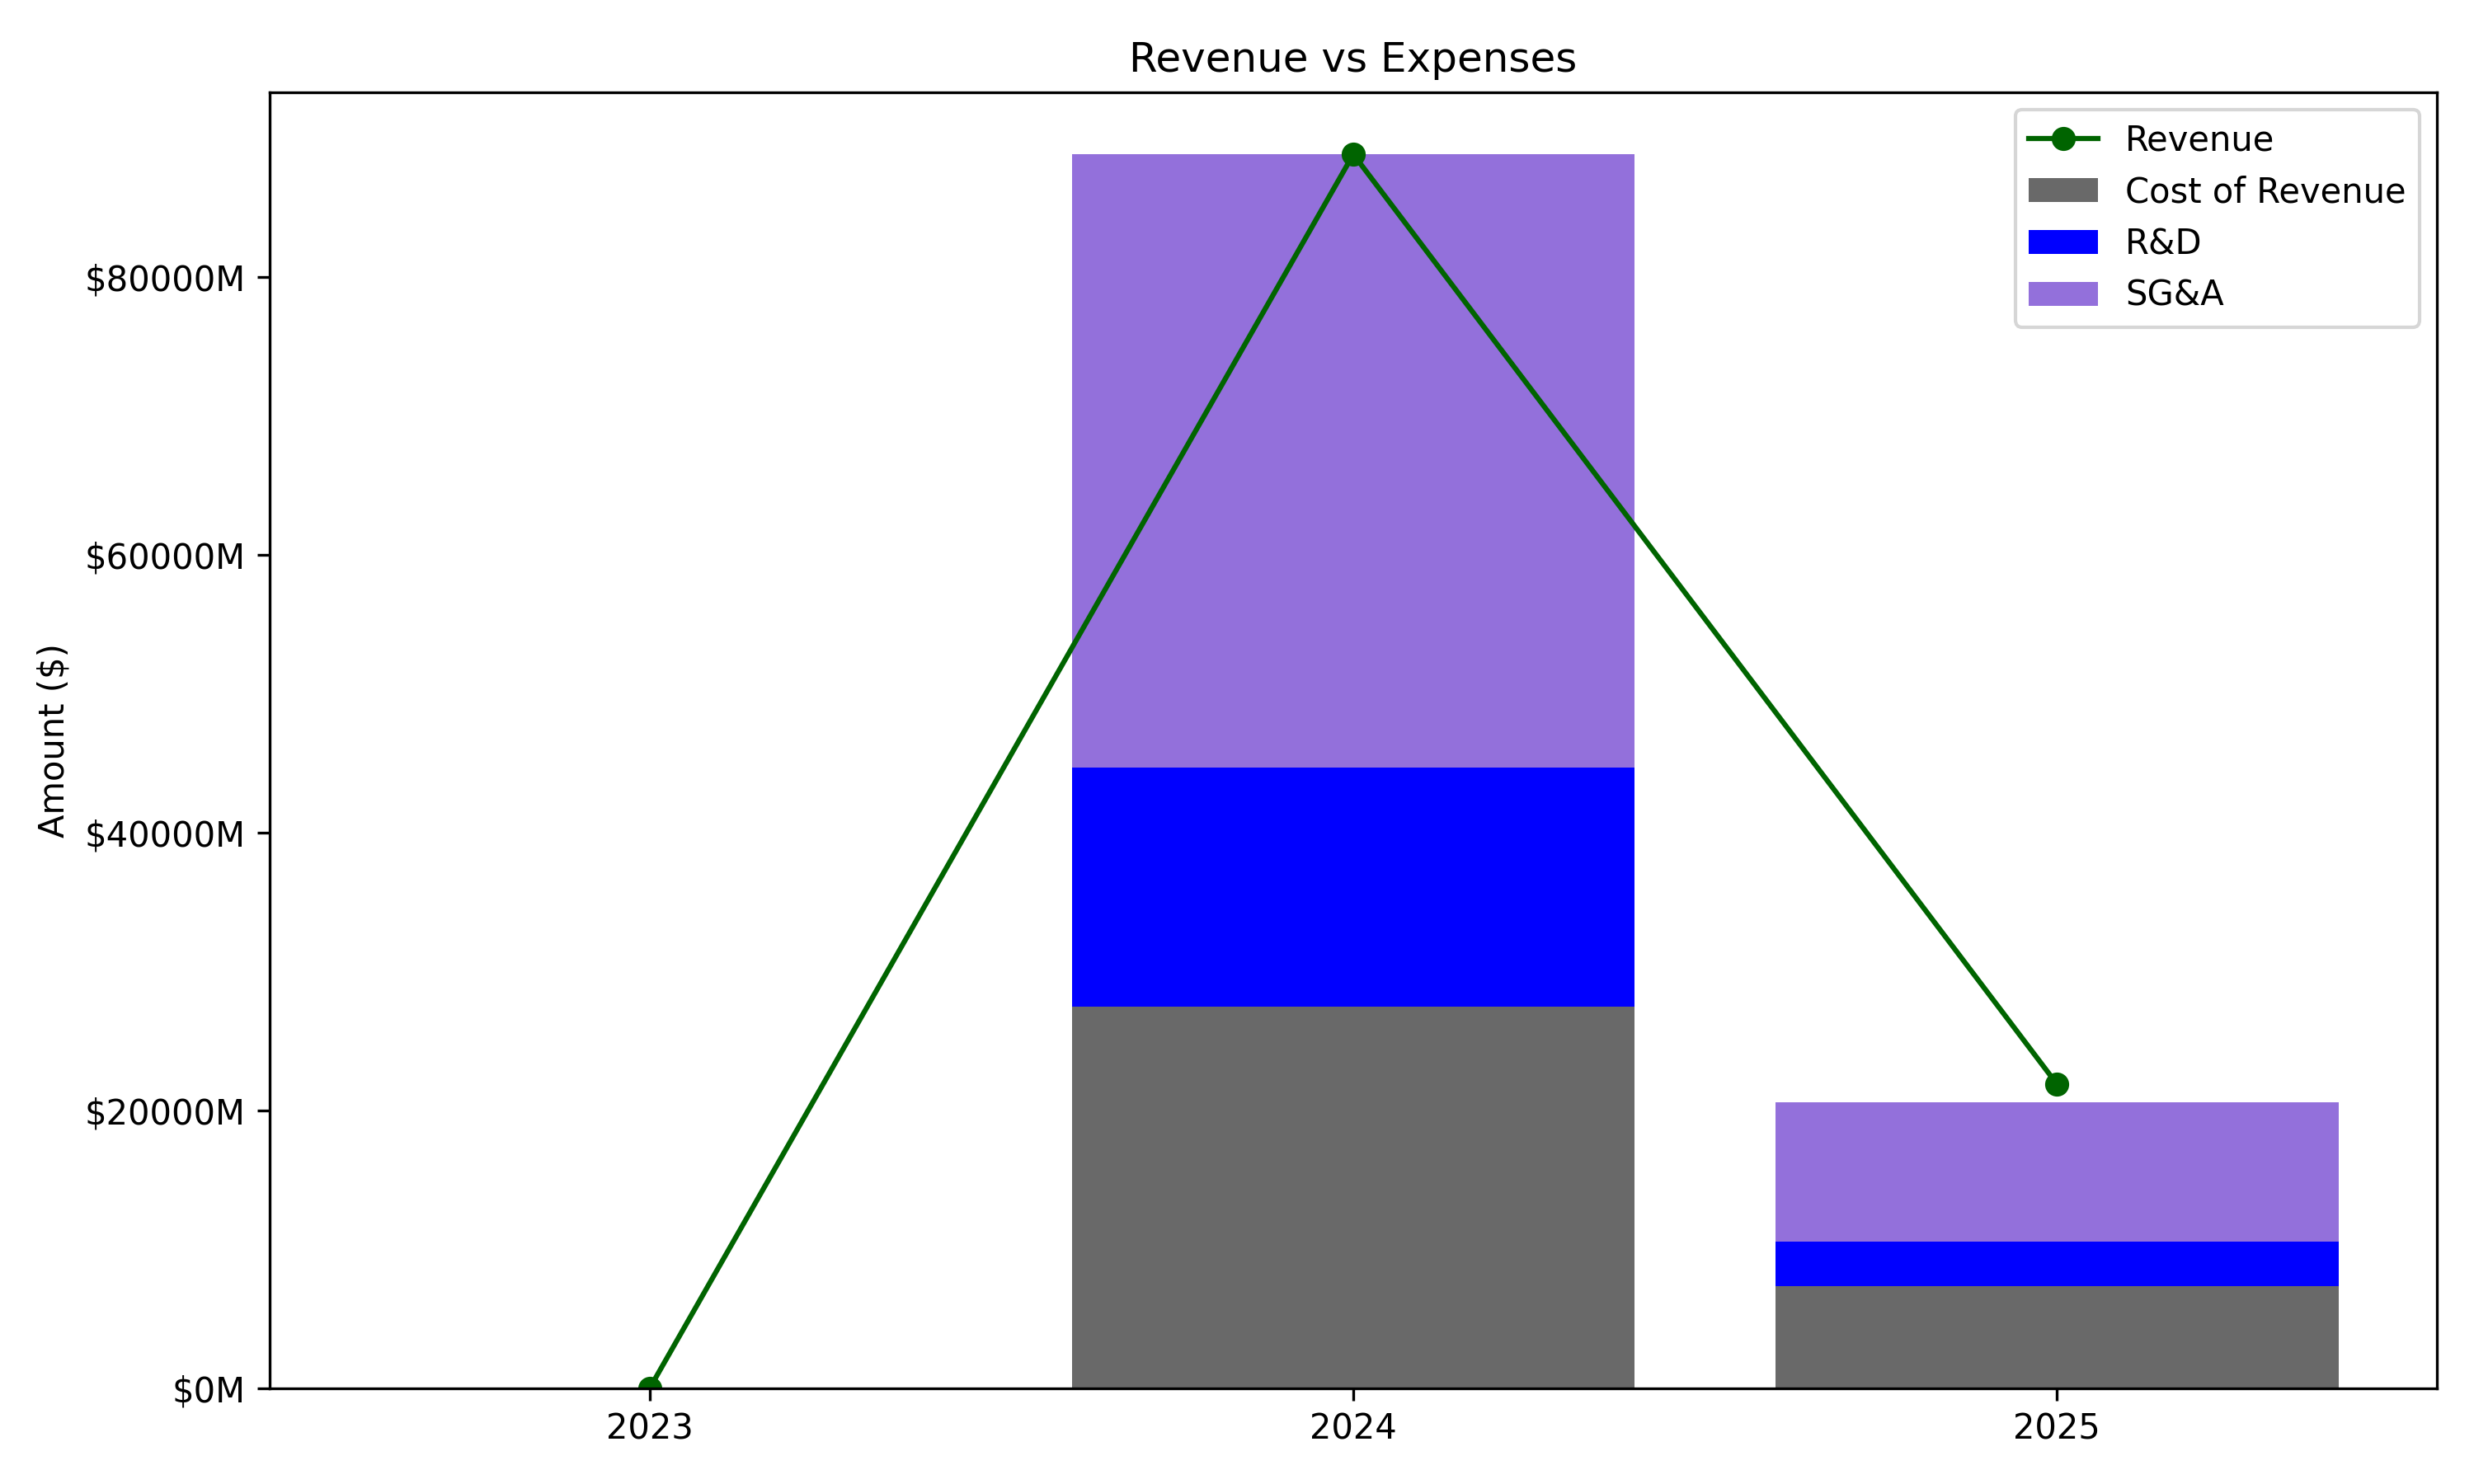 Revenue vs Expenses
Revenue
Cost of Revenue
R&D
SG&A
Amount ($)
$80000M
$60000M
$40000M
$20000M
$0M
2023
2024
2025